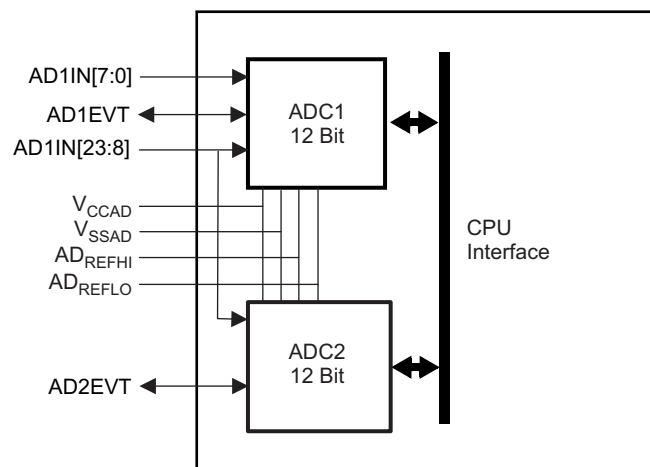 AD1IN[7:0]
AD1EVT
AD1IN[23:8]
ADC1
12 Bit
VCCAD
VSSAD
ADREFHI
ADREFLO
CPU
Interface
ADC2
12 Bit
AD2EVT